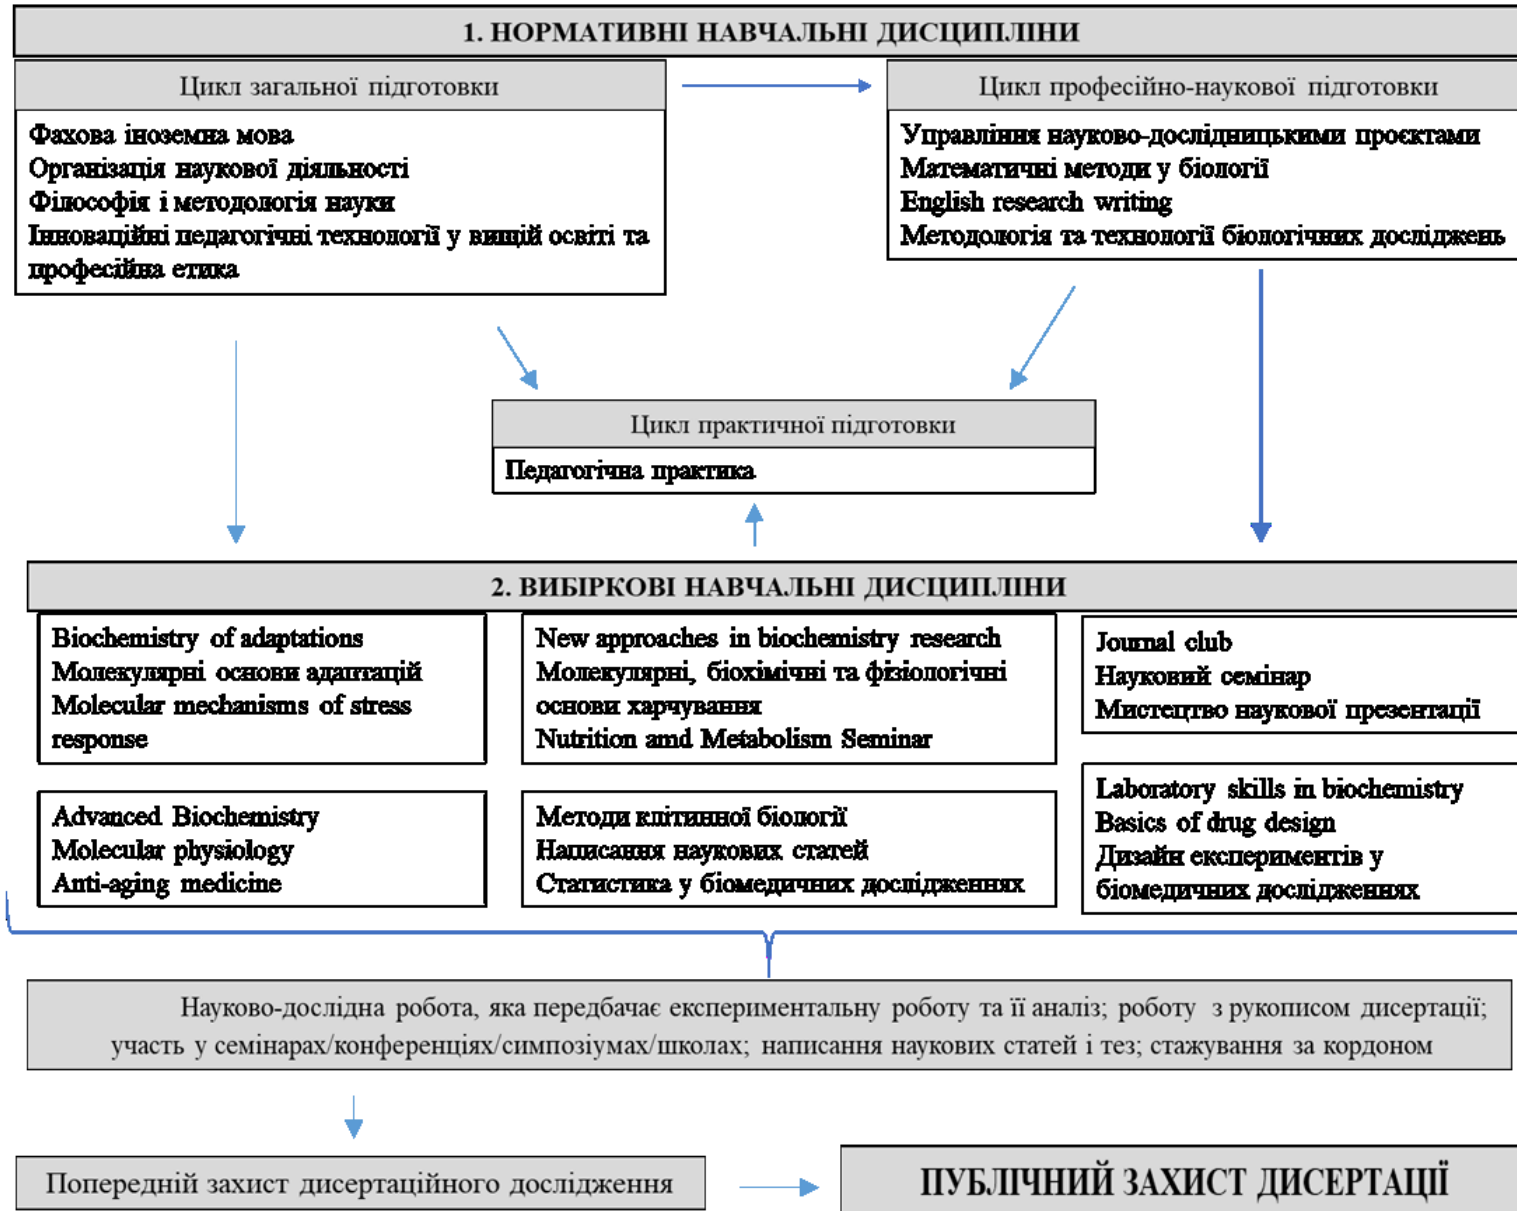 1. НОРМАТИВНІ НАВЧАЛЬНІ ДИСЦИПЛІНИ
Цикл загальної підготовки
Фахова іноземна мова
Організація наукової діяльності
Філософія і методологія науки
Інноваційні педагогічні технології у вищій освіті та
професійна етика
Цикл професійно-наукової підготовки
Управління науково-дослідницькими проєктами
Математичні методи у біології
English research writing
Методологія та технології біологічних досліджень
Цикл практичної підготовки
Педагогічна практика
2. ВИБІРКОВІ НАВЧАЛЬНІ ДИСЦИПЛІНИ
Biochemistry of adaptations
Молекулярні основи адаптацій
Molecular mechanisms of stress
response
New approaches in biochemistry research
Молекулярні, біохімічні та фізіологічні
основи харчування
Nutrition amd Metabolism Seminar
Journal club
Науковий семінар
Мистецтво наукової презентації
Advanced Biochemistry
Molecular physiology
Anti-aging medicine
Методи клітинної біології
Написання наукових статей
Статистика у біомедичних дослідженнях
Laboratory skills in biochemistry
Basics of drug design
Дизайн експериментів у
біомедичних дослідженнях
Науково-дослідна робота, яка передбачає експериментальну роботу та її аналіз; роботу з рукописом дисертації;
участь у семінарах/конференціях/симпозіумах/школах; написання наукових статей і тез; стажування за кордоном
Попередній захист дисертаційного дослідження
ПУБЛІЧНИЙ ЗАХИСТ ДИСЕРТАЦІЇ